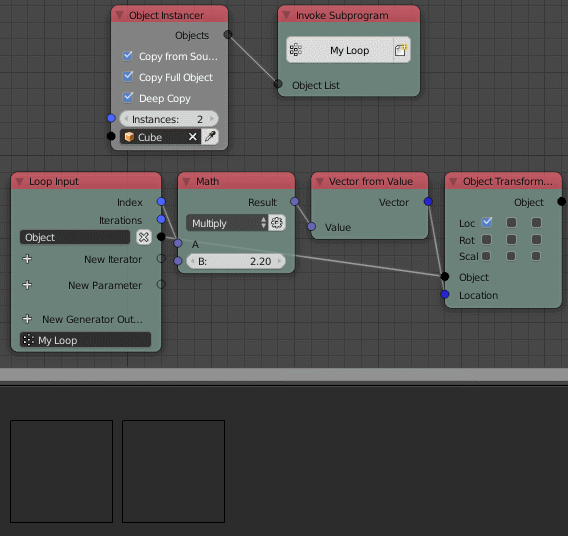 Object Instancer
Objects
Copy from Sou...
Copy Full Object
Deep Copy
Instances: 2
Cube
Invoke Subprogram
My Loop
Object List
Loop Input
Index
Iterations
Object
New Iterator
New Parameter
New Generator Out...
My Loop
Math
Result
Multiply
A
B: 2.20
Vector from Value
Vector
Value
Object Transform...
Object
Loc
Rot
Scal
Object
Location